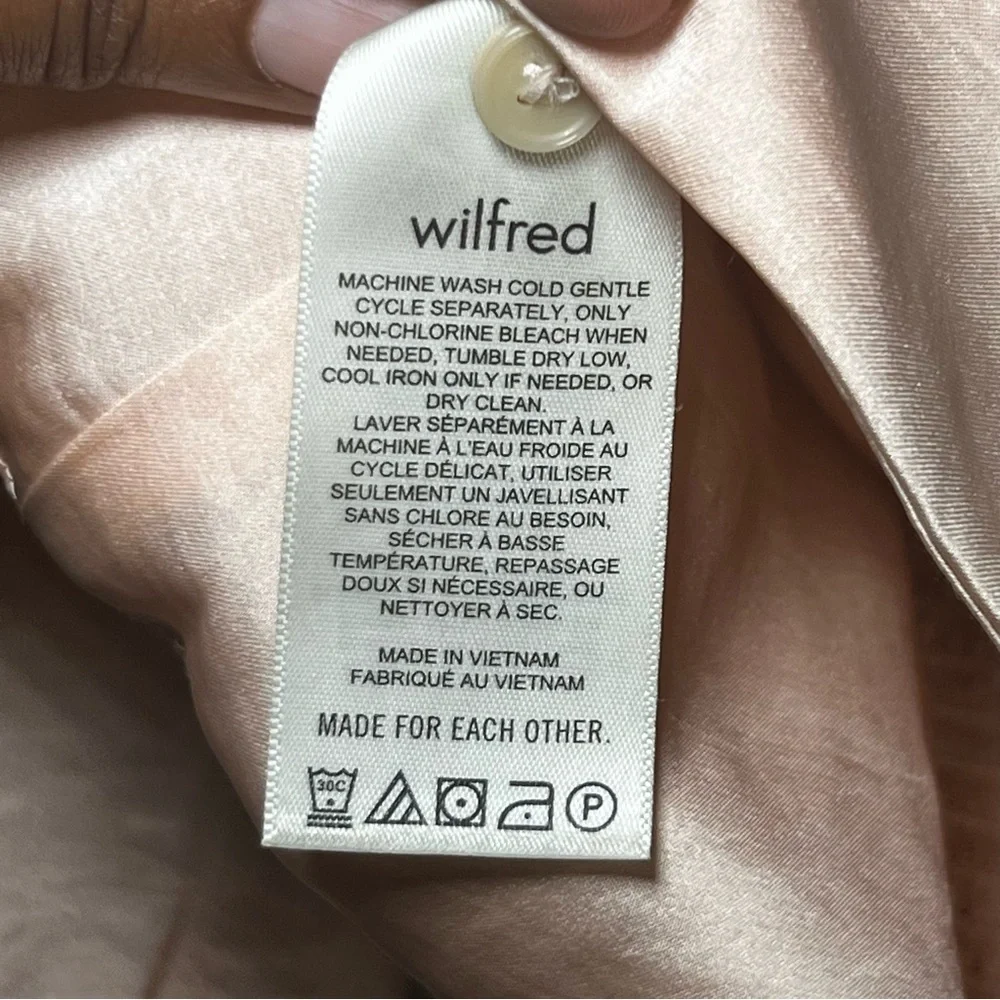 wilfred
MACHINE WASH COLD GENTLE
CYCLE SEPARATELY, ONLY
NON-CHLORINE BLEACH WHEN
NEEDED, TUMBLE DRY LOW,
COOL IRON ONLY IF NEEDED, OR
DRY CLEAN.
LAVER SÉPARÉMENT À LA
MACHINE À L'EAU FROIDE AU
CYCLE DÉLICAT, UTILISER
SEULEMENT UN JAVELLISANT
SANS CHLORE AU BESOIN,
SÉCHER À BASSE
TEMPÉRATURE, REPASSAGE
DOUX SI NÉCESSAIRE, OU
NETTOYER À SEC.
MADE IN VIETNAM
FABRIQUÉ AU VIETNAM
MADE FOR EACH OTHER.
30C P